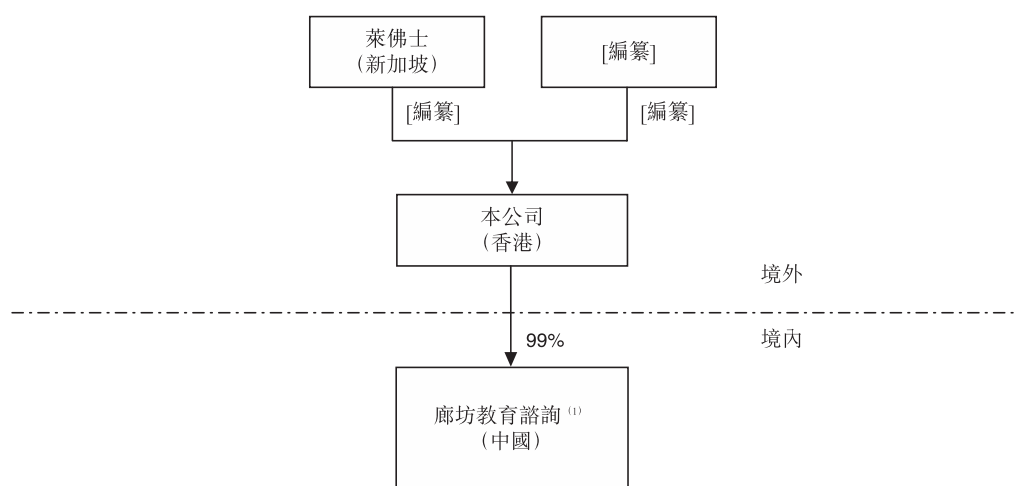 萊佛士
（新加坡）
[編纂]
[編纂]
[編纂]
本公司
（香港）
境外
99%
境內
廊坊教育諮詢 (1)
（中國）